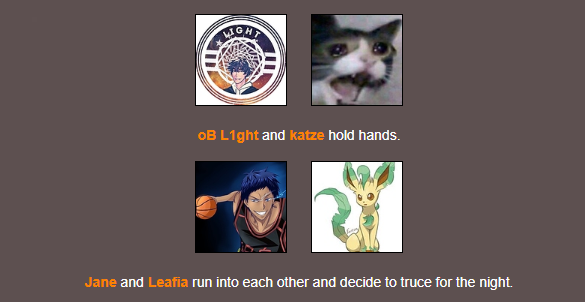 LIGHT
oB L1ght and katze hold hands.
Jane and Leafia run into each other and decide to truce for the night.